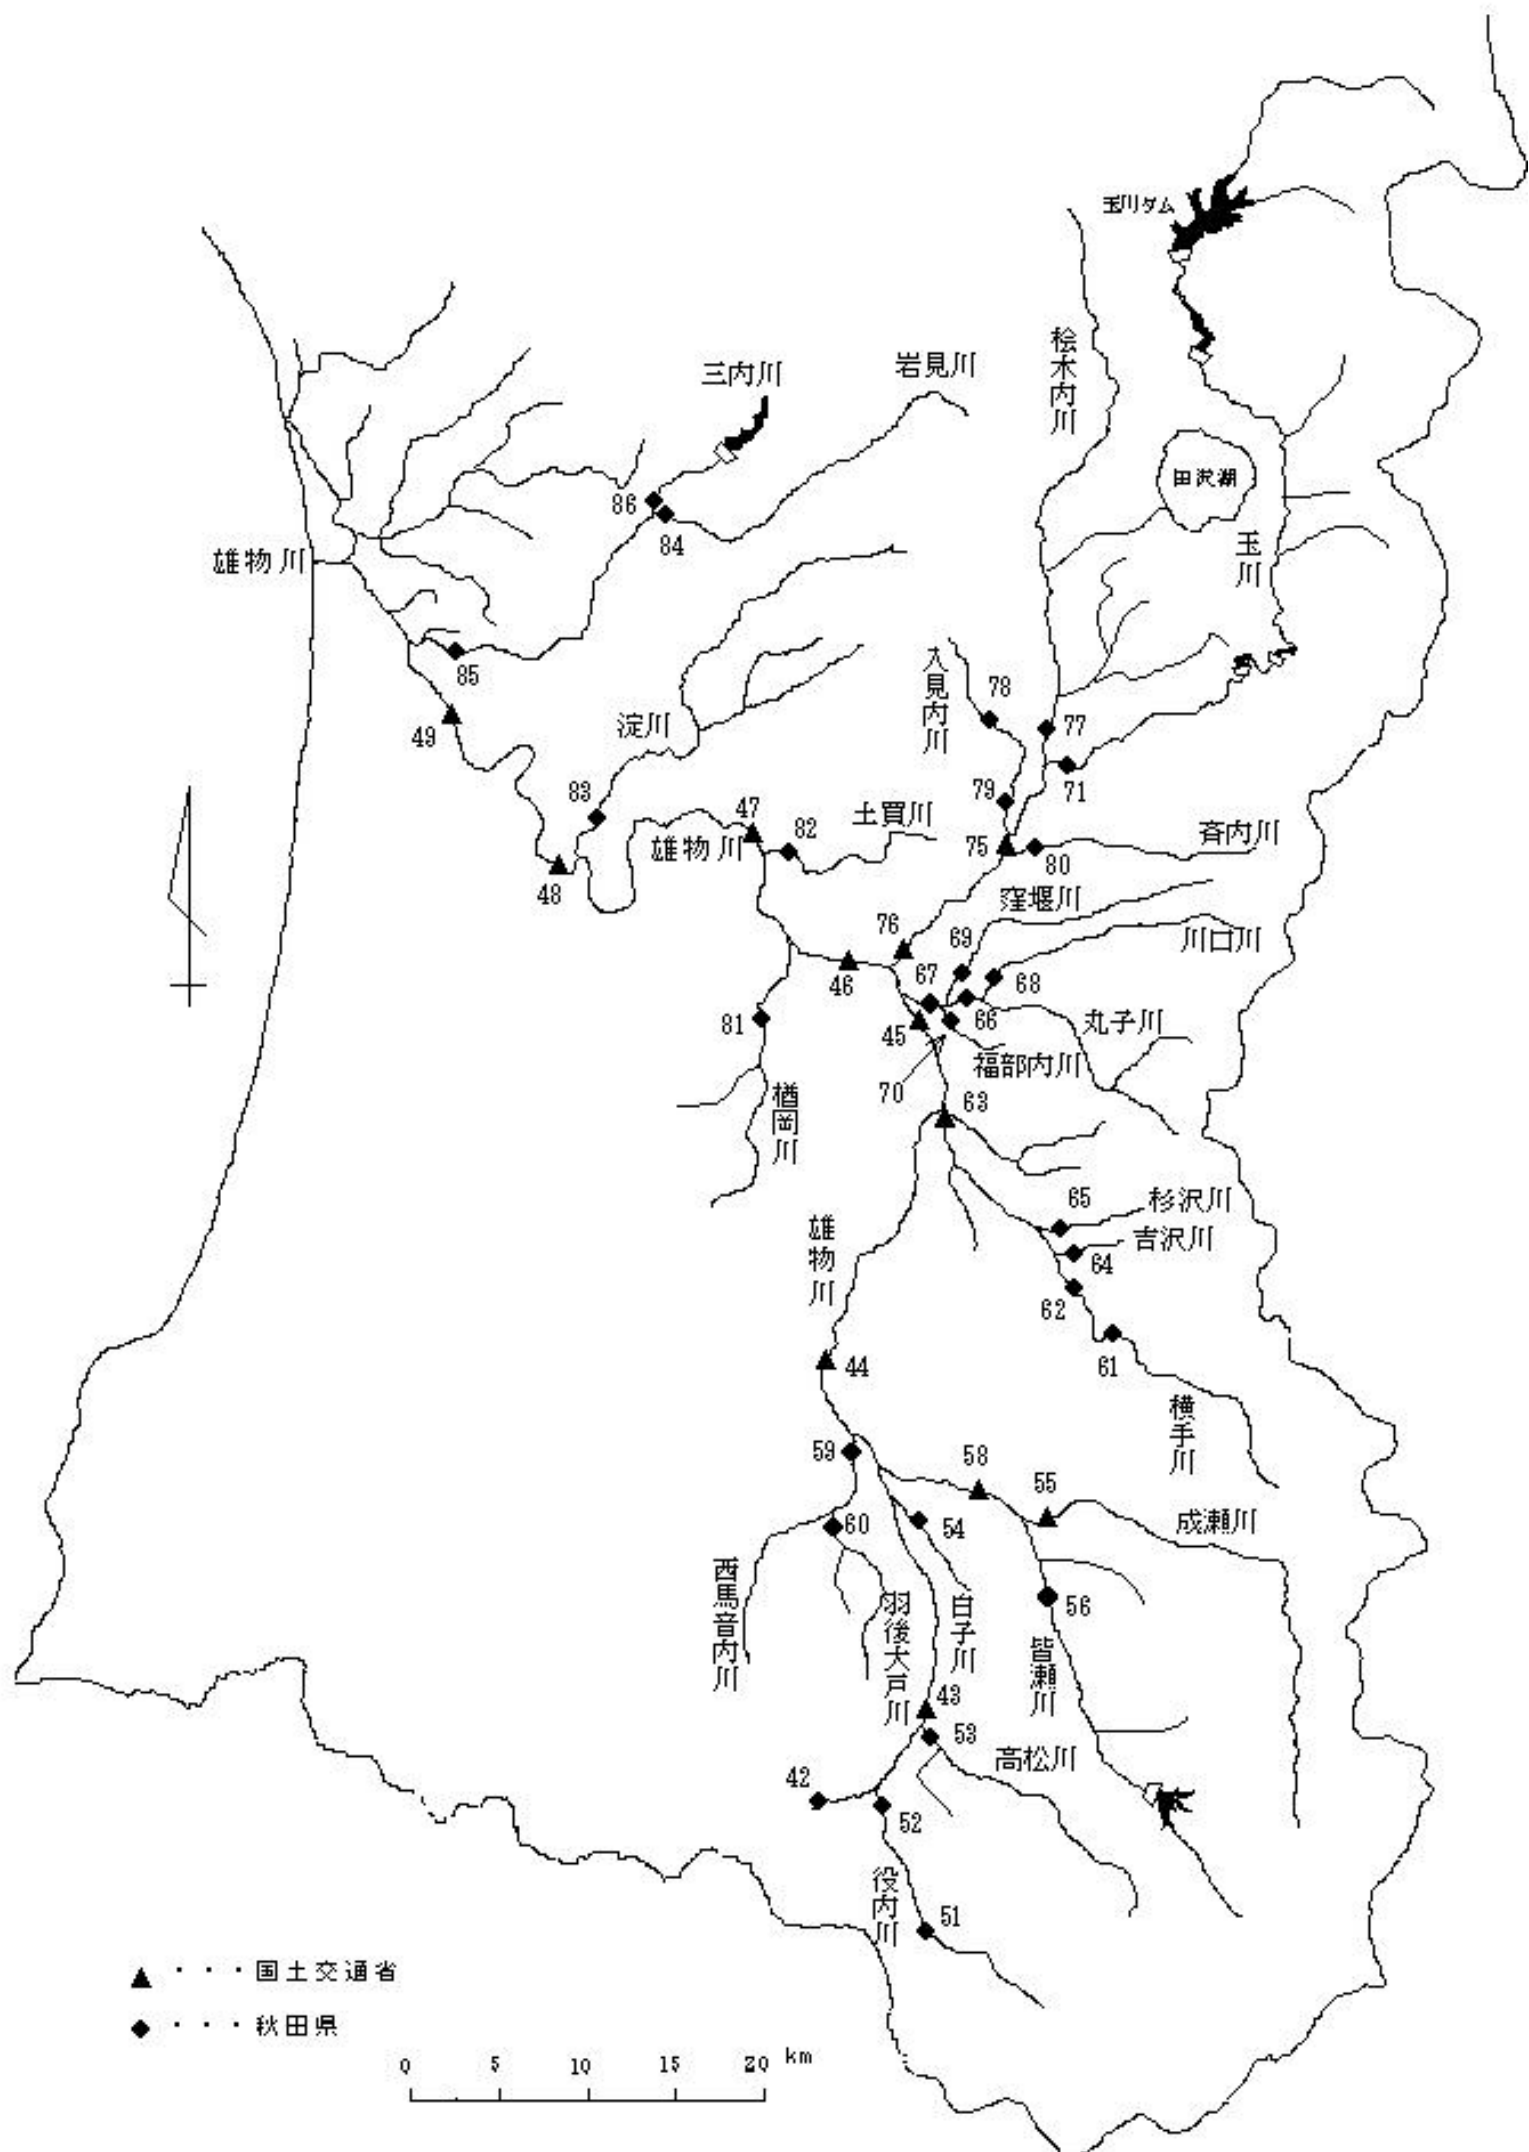 玉川ダム
桧木内川
三内川
岩見川
田沢湖
86
84
雄物川
玉川
入見内川
78
85
49
淀川
77
71
83
79
47
82
土買川
雄物川
75
80
斉内川
48
窪堰川
76
69
川口川
67
68
46
81
45
66
丸子川
福部内川
70
楢岡川
63
65
杉沢川
吉沢川
64
雄物川
62
44
61
横手川
59
58
55
60
54
成瀬川
西馬音内川
羽後大戸川
白子川
56
皆瀬川
43
53
高松川
42
52
役内川
51
▲・・・国土交通省
◆・・・秋田県
0 5 10 15 20 km